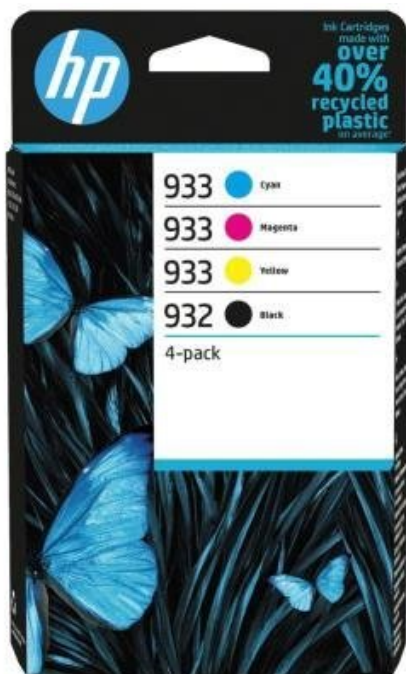 hp
Ink Cartridges
made with
over
40%
recycled
plastic
on average¹
933 Cyan
933 Magenta
933 Yellow
932 Black
4-pack